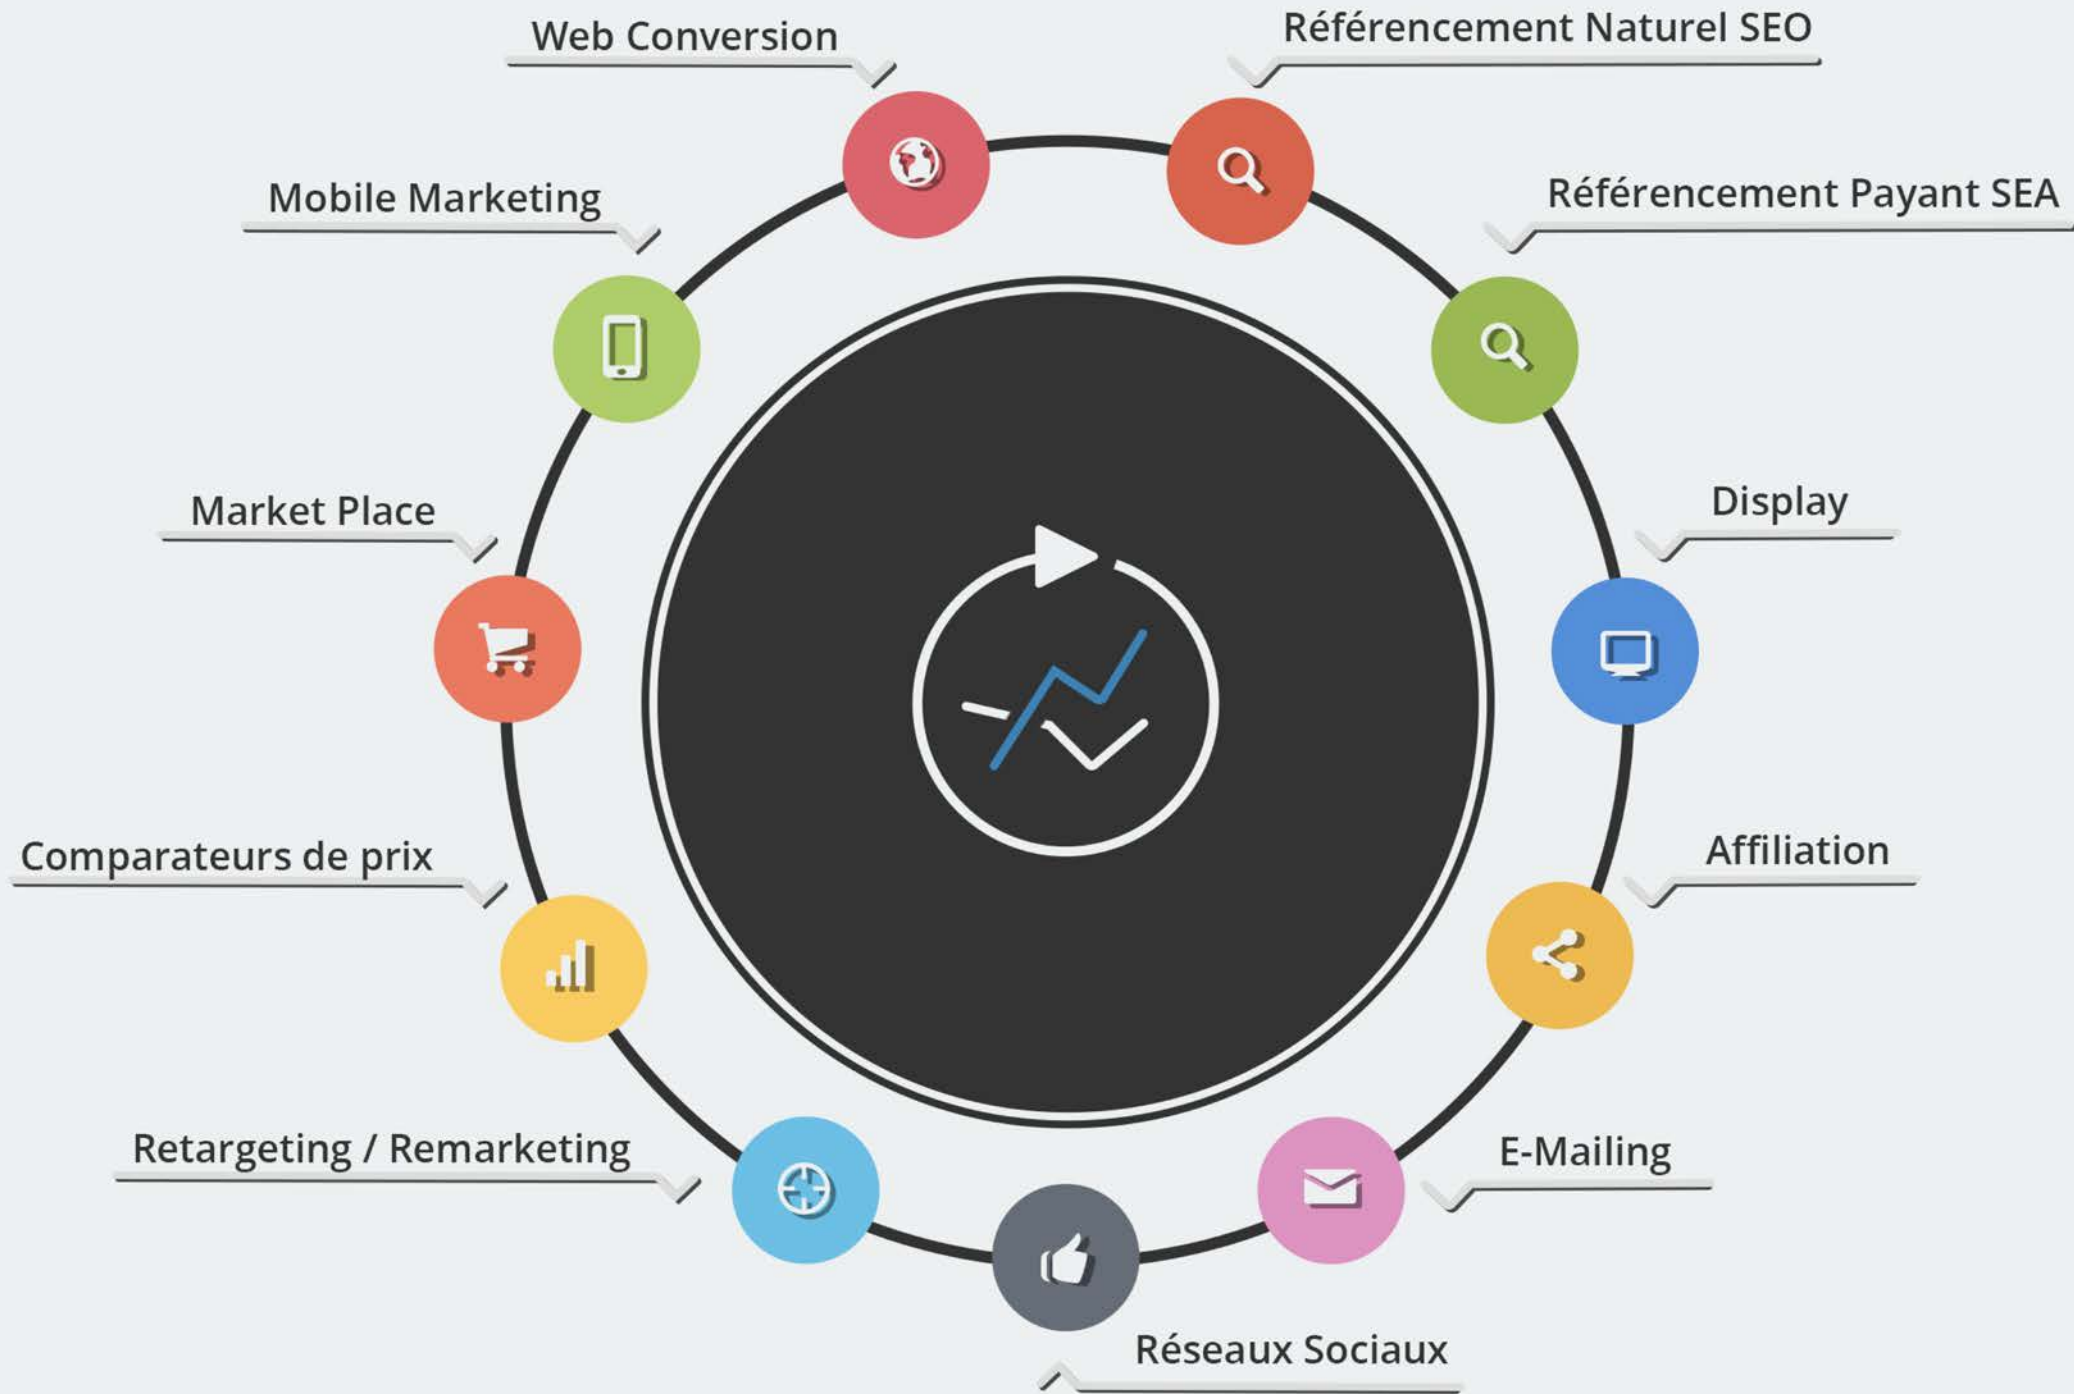 Web Conversion
Référencement Naturel SEO
Mobile Marketing
Référencement Payant SEA
Market Place
Display
Comparateurs de prix
Affiliation
Retargeting / Remarketing
E-Mailing
Réseaux Sociaux